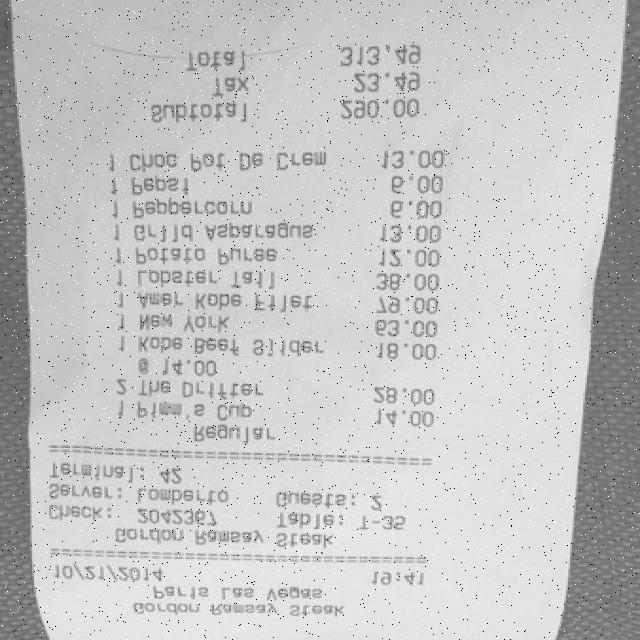 Gordon Ramsay Steak
Paris Las Vegas
10/27/2014 19:41
===================================
Gordon Ramsay Steak
Check: 2042367 Table: T-35
Server: Lomberto Guests: 2
Terminal: 42
===================================
Regular
1 Pimm's Cup 14.00
2 The Drifter 28.00
@ 14.00
1 Kobe Beef Slider 18.00
1 New York 63.00
1 Amer Kobe Filet 79.00
1 Lobster Tail 38.00
1 Potato Puree 12.00
1 Grild Asparagus 13.00
1 Peppercorn 6.00
1 Pepsi 6.00
1 Choc Pot De Crem 13.00
Subtotal 290.00
Tax 23.49
Total 313.49